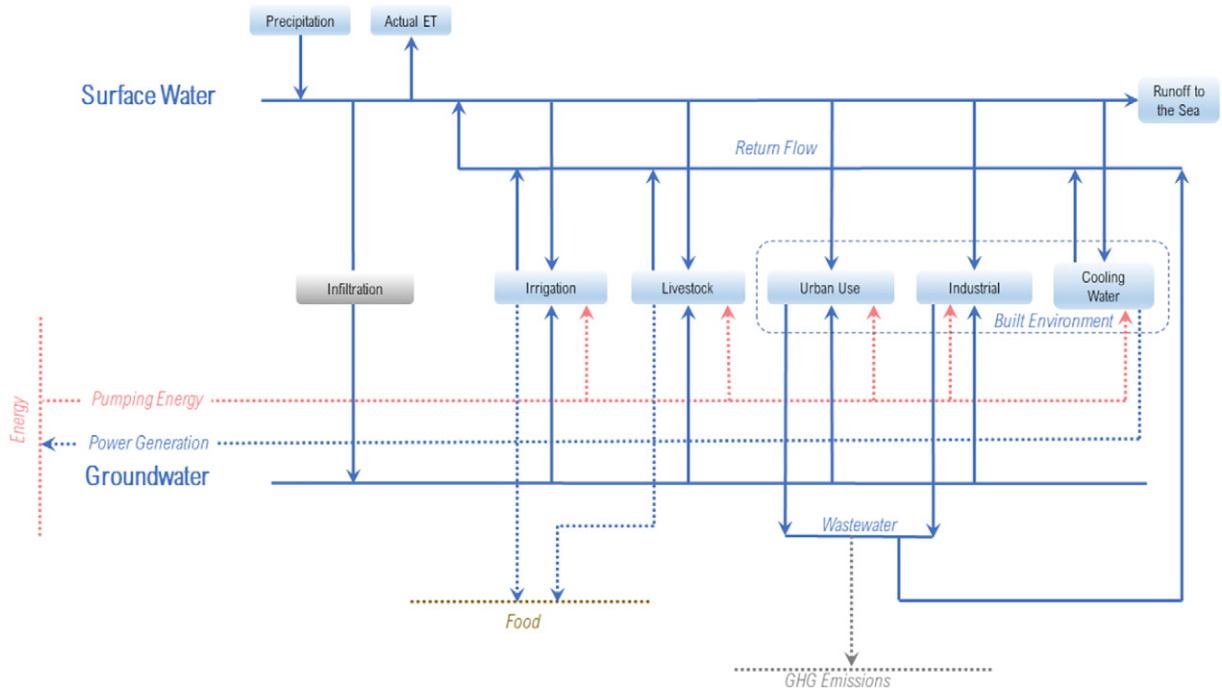 Precipitation
Actual ET
Surface Water
Runoff to
the Sea
Return Flow
Infiltration
Irrigation
Livestock
Urban Use
Industrial
Cooling
Water
Built Environment
Energy
Pumping Energy
Power Generation
Groundwater
Wastewater
Food
GHG Emissions